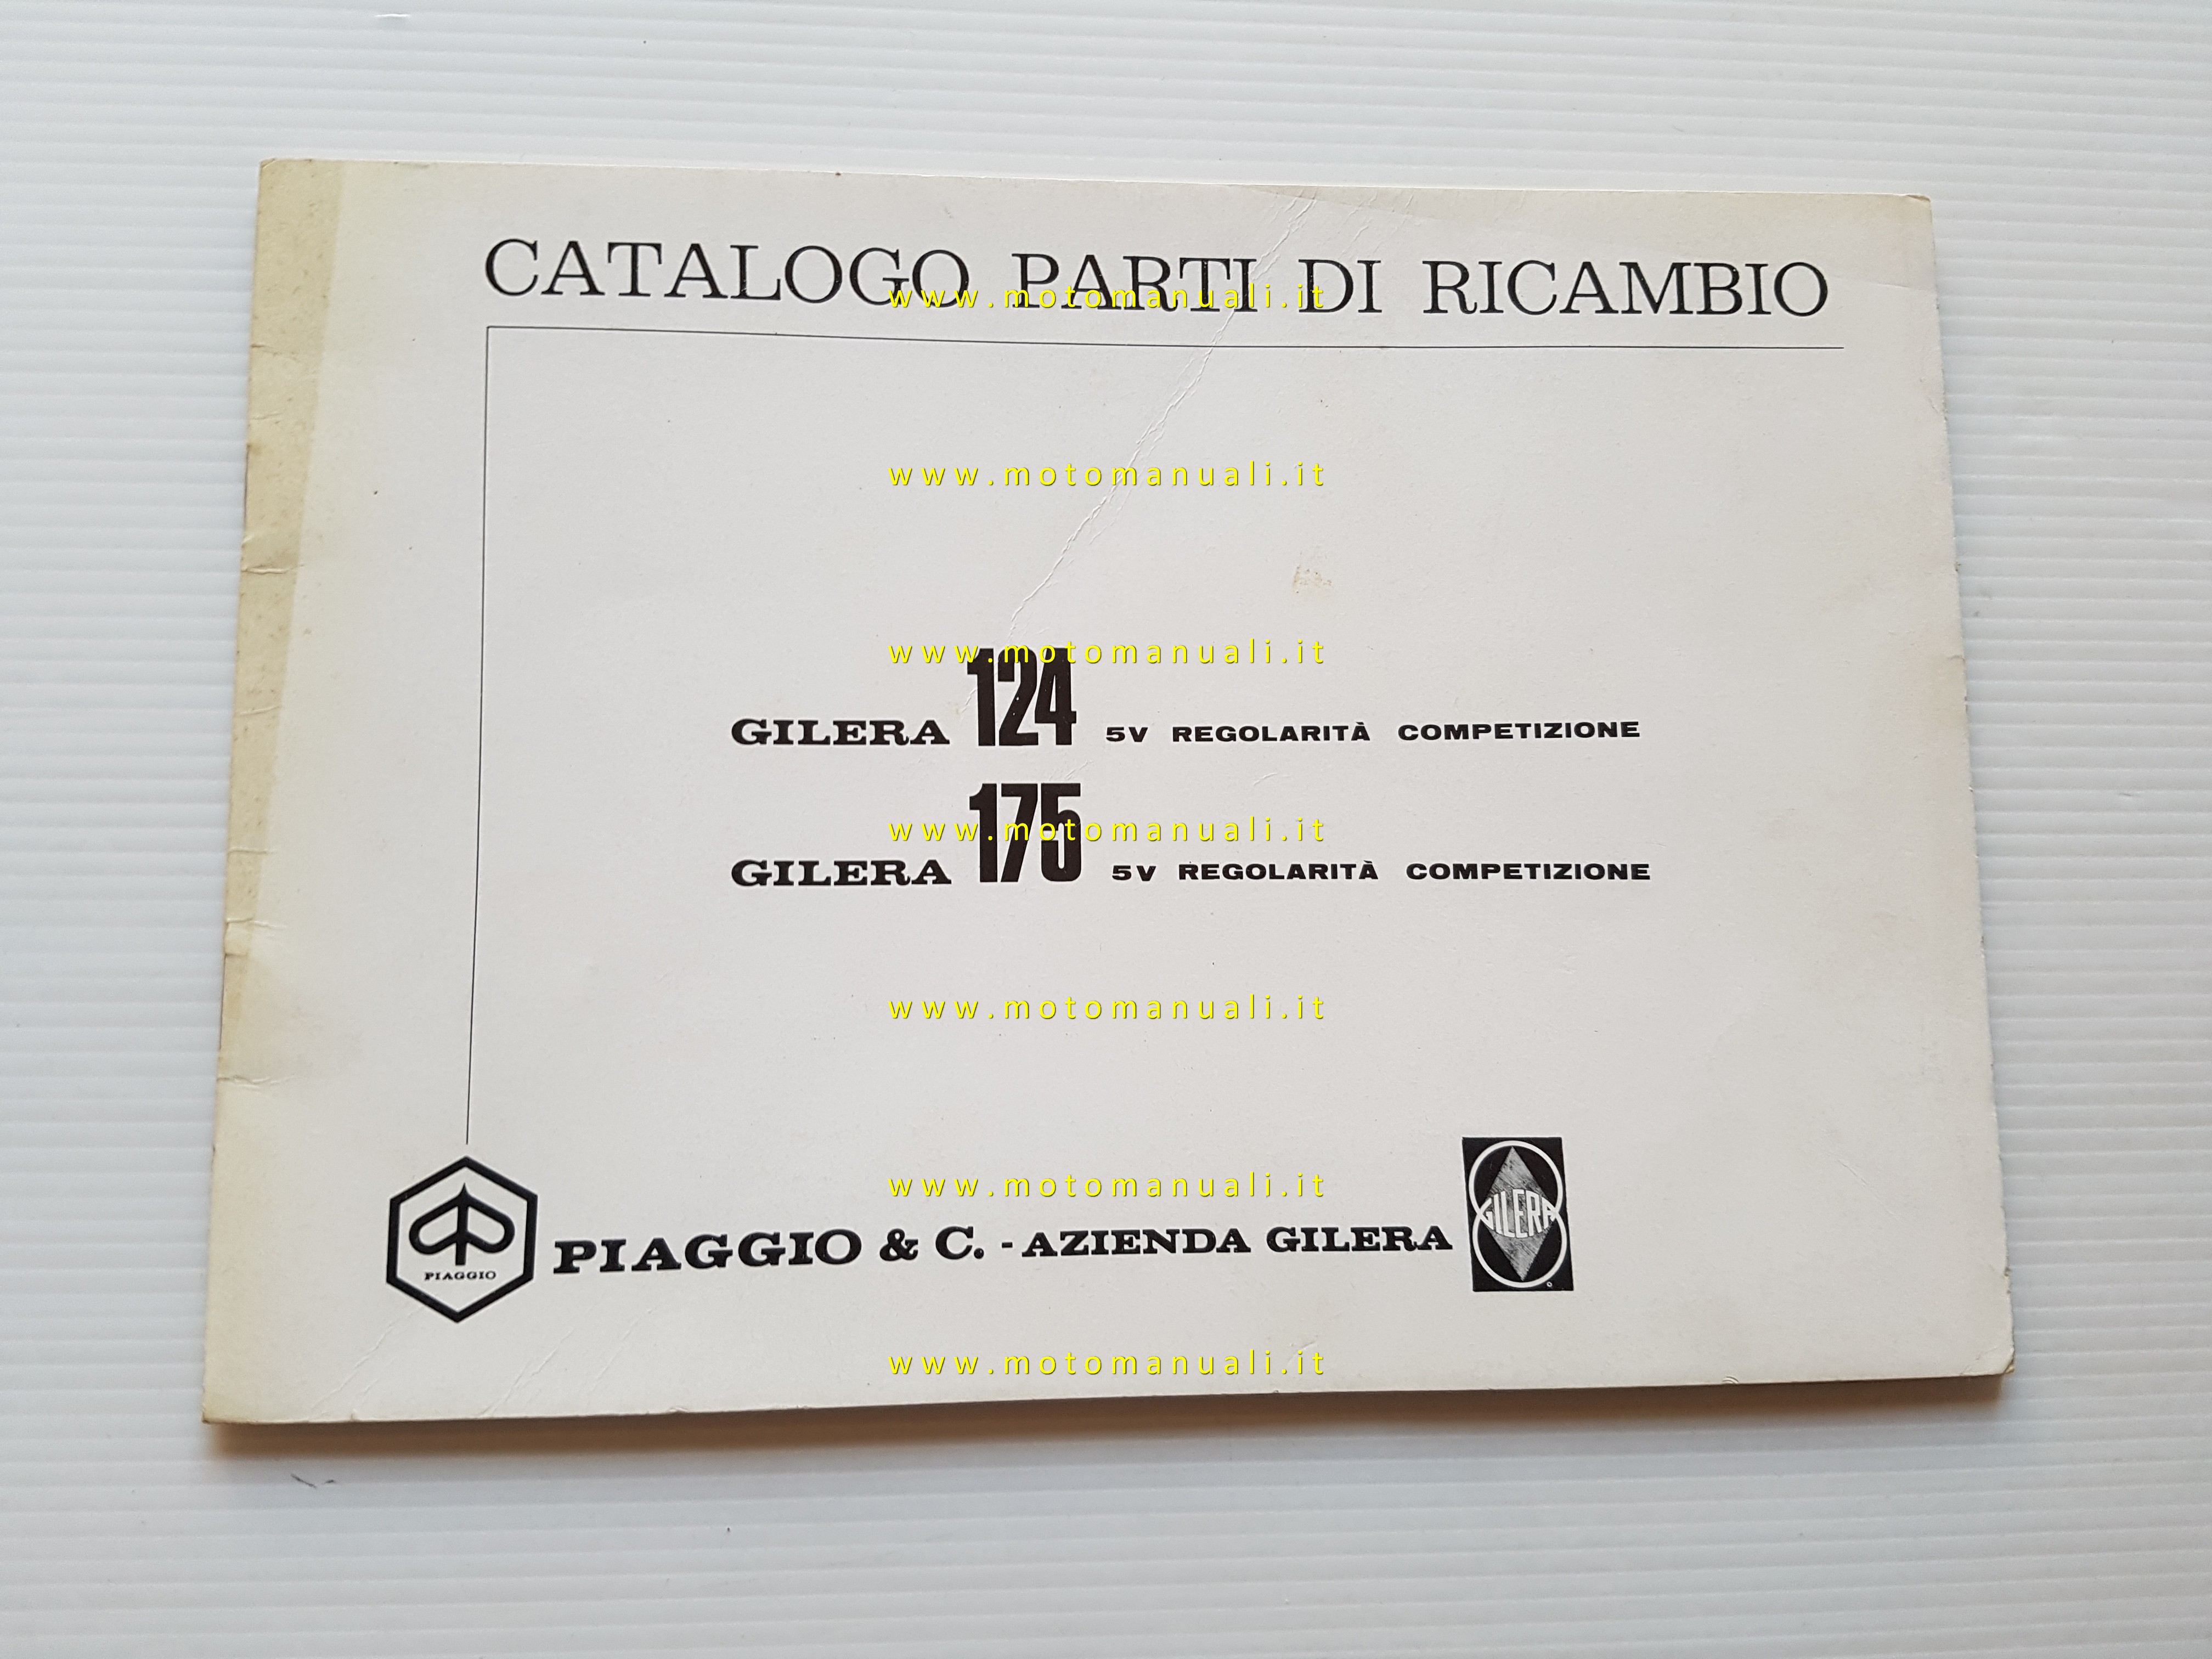 CATALOGO PARTI DI RICAMBIO
www.motomanuali.it
www.motomanuali.it
www.motomanuali.it
GILERA 124 5V REGOLARITÀ COMPETIZIONE
www.motomanuali.it
GILERA 175 5V REGOLARITÀ COMPETIZIONE
www.motomanuali.it
www.motomanuali.it
GILERA
PIAGGIO & C. - AZIENDA GILERA
PIAGGIO
www.motomanuali.it